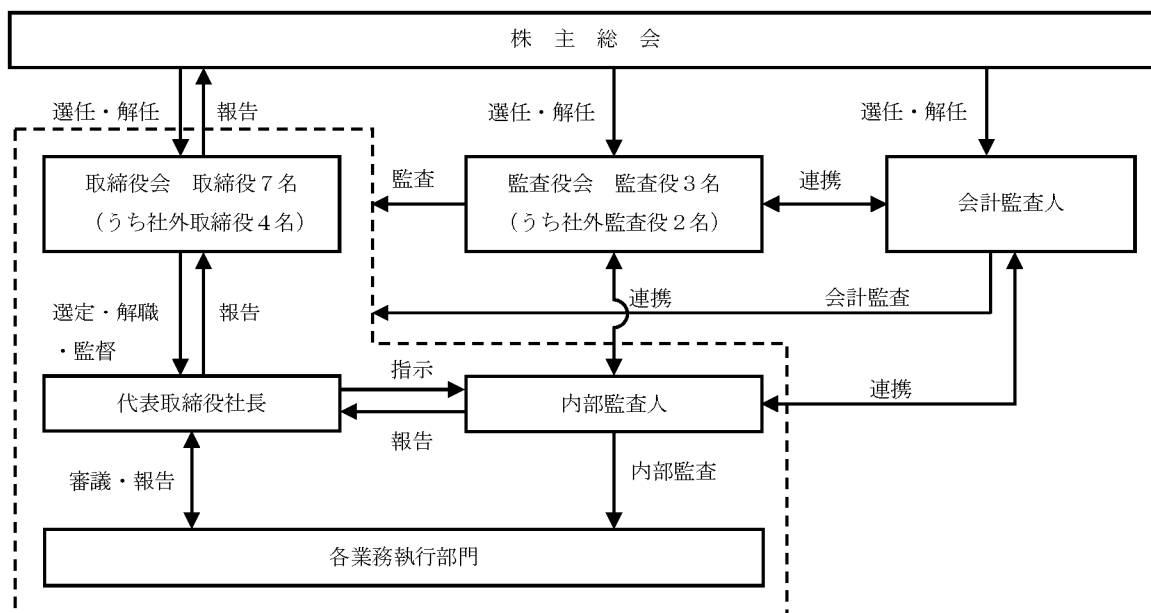 株　主　総　会
選任・解任
報告
選任・解任
選任・解任
取締役会　取締役７名
（うち社外取締役４名）
監査
監査役会　監査役３名
（うち社外監査役２名）
連携
会計監査人
選定・解職
・監督
報告
連携
会計監査
代表取締役社長
指示
報告
内部監査人
連携
審議・報告
内部監査
各業務執行部門